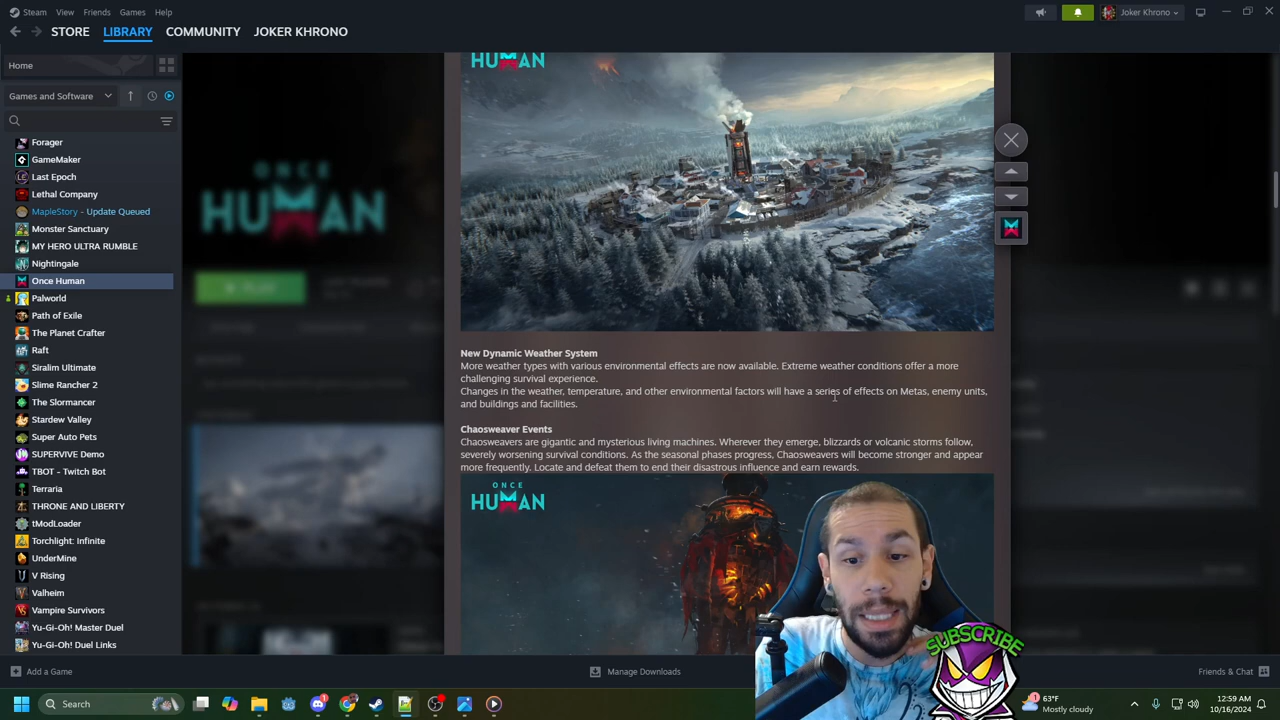 Steam View Friends Games Help
Joker Khrono
STORE LIBRARY COMMUNITY JOKER KHRONO
Home
Games and Software
Forager
GameMaker
Last Epoch
Lethal Company
MapleStory - Update Queued
Monster Sanctuary
MY HERO ULTRA RUMBLE
Nightingale
Once Human
Palworld
Path of Exile
The Planet Crafter
Raft
Siralim Ultimate
Slime Rancher 2
The Slormancer
Stardew Valley
Super Auto Pets
SUPERVIVE Demo
TBOT - Twitch Bot
Terraria
THRONE AND LIBERTY
tModLoader
Torchlight: Infinite
UnderMine
V Rising
Valheim
Vampire Survivors
Yu-Gi-Oh! Master Duel
Yu-Gi-Oh! Duel Links
ONCE
HUMAN
PLAY
HUMAN
New Dynamic Weather System
More weather types with various environmental effects are now available. Extreme weather conditions offer a more
challenging survival experience.
Changes in the weather, temperature, and other environmental factors will have a series of effects on Metas, enemy units,
and buildings and facilities.
Chaosweaver Events
Chaosweavers are gigantic and mysterious living machines. Wherever they emerge, blizzards or volcanic storms follow,
severely worsening survival conditions. As the seasonal phases progress, Chaosweavers will become stronger and appear
more frequently. Locate and defeat them to end their disastrous influence and earn rewards.
ONCE
HUMAN
SUBSCRIBE
Add a Game
Manage Downloads
Friends & Chat
Search
1
1
63°F
Mostly cloudy
12:59 AM
10/16/2024